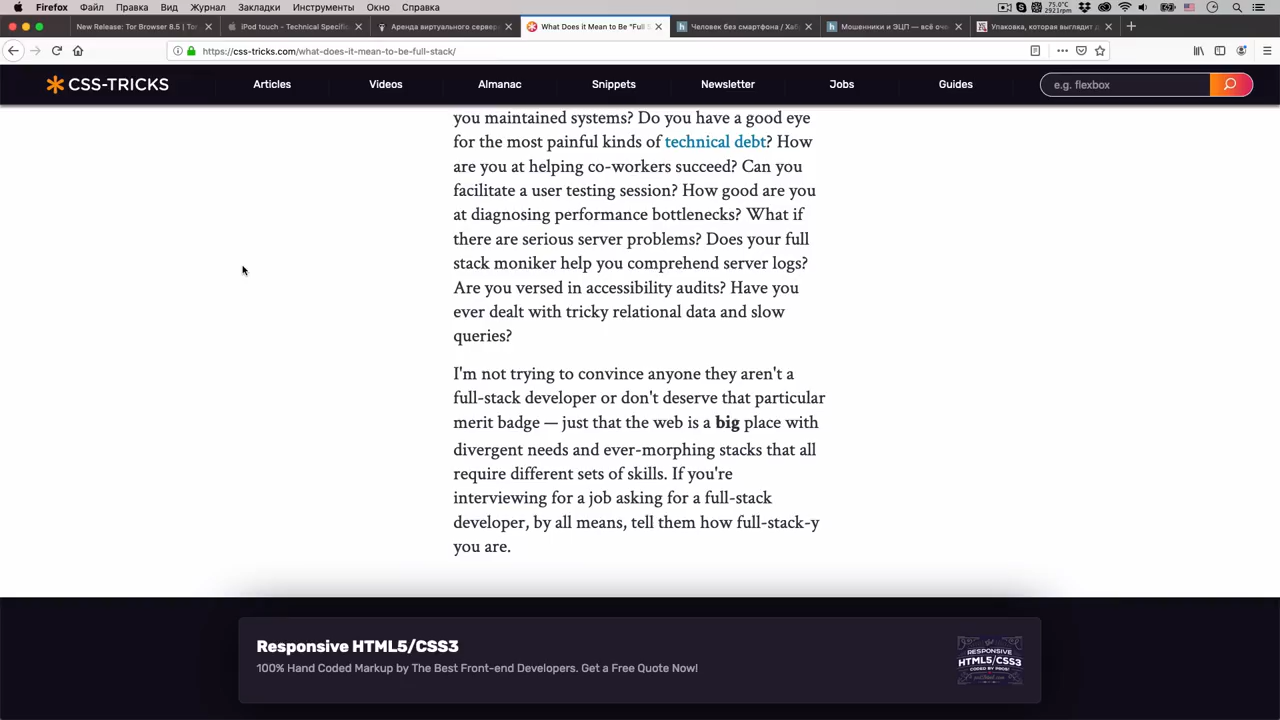 Firefox Файл Правка Вид Журнал Закладки Инструменты Окно Справка
75.0°C
2921rpm
New Release: Tor Browser 8.5 | Tor
iPod touch - Technical Specific
Аренда виртуального сервер
What Does it Mean to Be "Full S
Человек без смартфона / Хаб
Мошенники и ЭЦП — всё оче
Упаковка, которая выглядит д
https://css-tricks.com/what-does-it-mean-to-be-full-stack/
CSS-TRICKS
Articles Videos Almanac Snippets Newsletter Jobs Guides
e.g. flexbox
you maintained systems? Do you have a good eye
for the most painful kinds of technical debt? How
are you at helping co-workers succeed? Can you
facilitate a user testing session? How good are you
at diagnosing performance bottlenecks? What if
there are serious server problems? Does your full
stack moniker help you comprehend server logs?
Are you versed in accessibility audits? Have you
ever dealt with tricky relational data and slow
queries?
I'm not trying to convince anyone they aren't a
full-stack developer or don't deserve that particular
merit badge — just that the web is a big place with
divergent needs and ever-morphing stacks that all
require different sets of skills. If you're
interviewing for a job asking for a full-stack
developer, by all means, tell them how full-stack-y
you are.
Responsive HTML5/CSS3
100% Hand Coded Markup by The Best Front-end Developers. Get a Free Quote Now!
RESPONSIVE
HTML5/CSS3
CODED BY PROS!